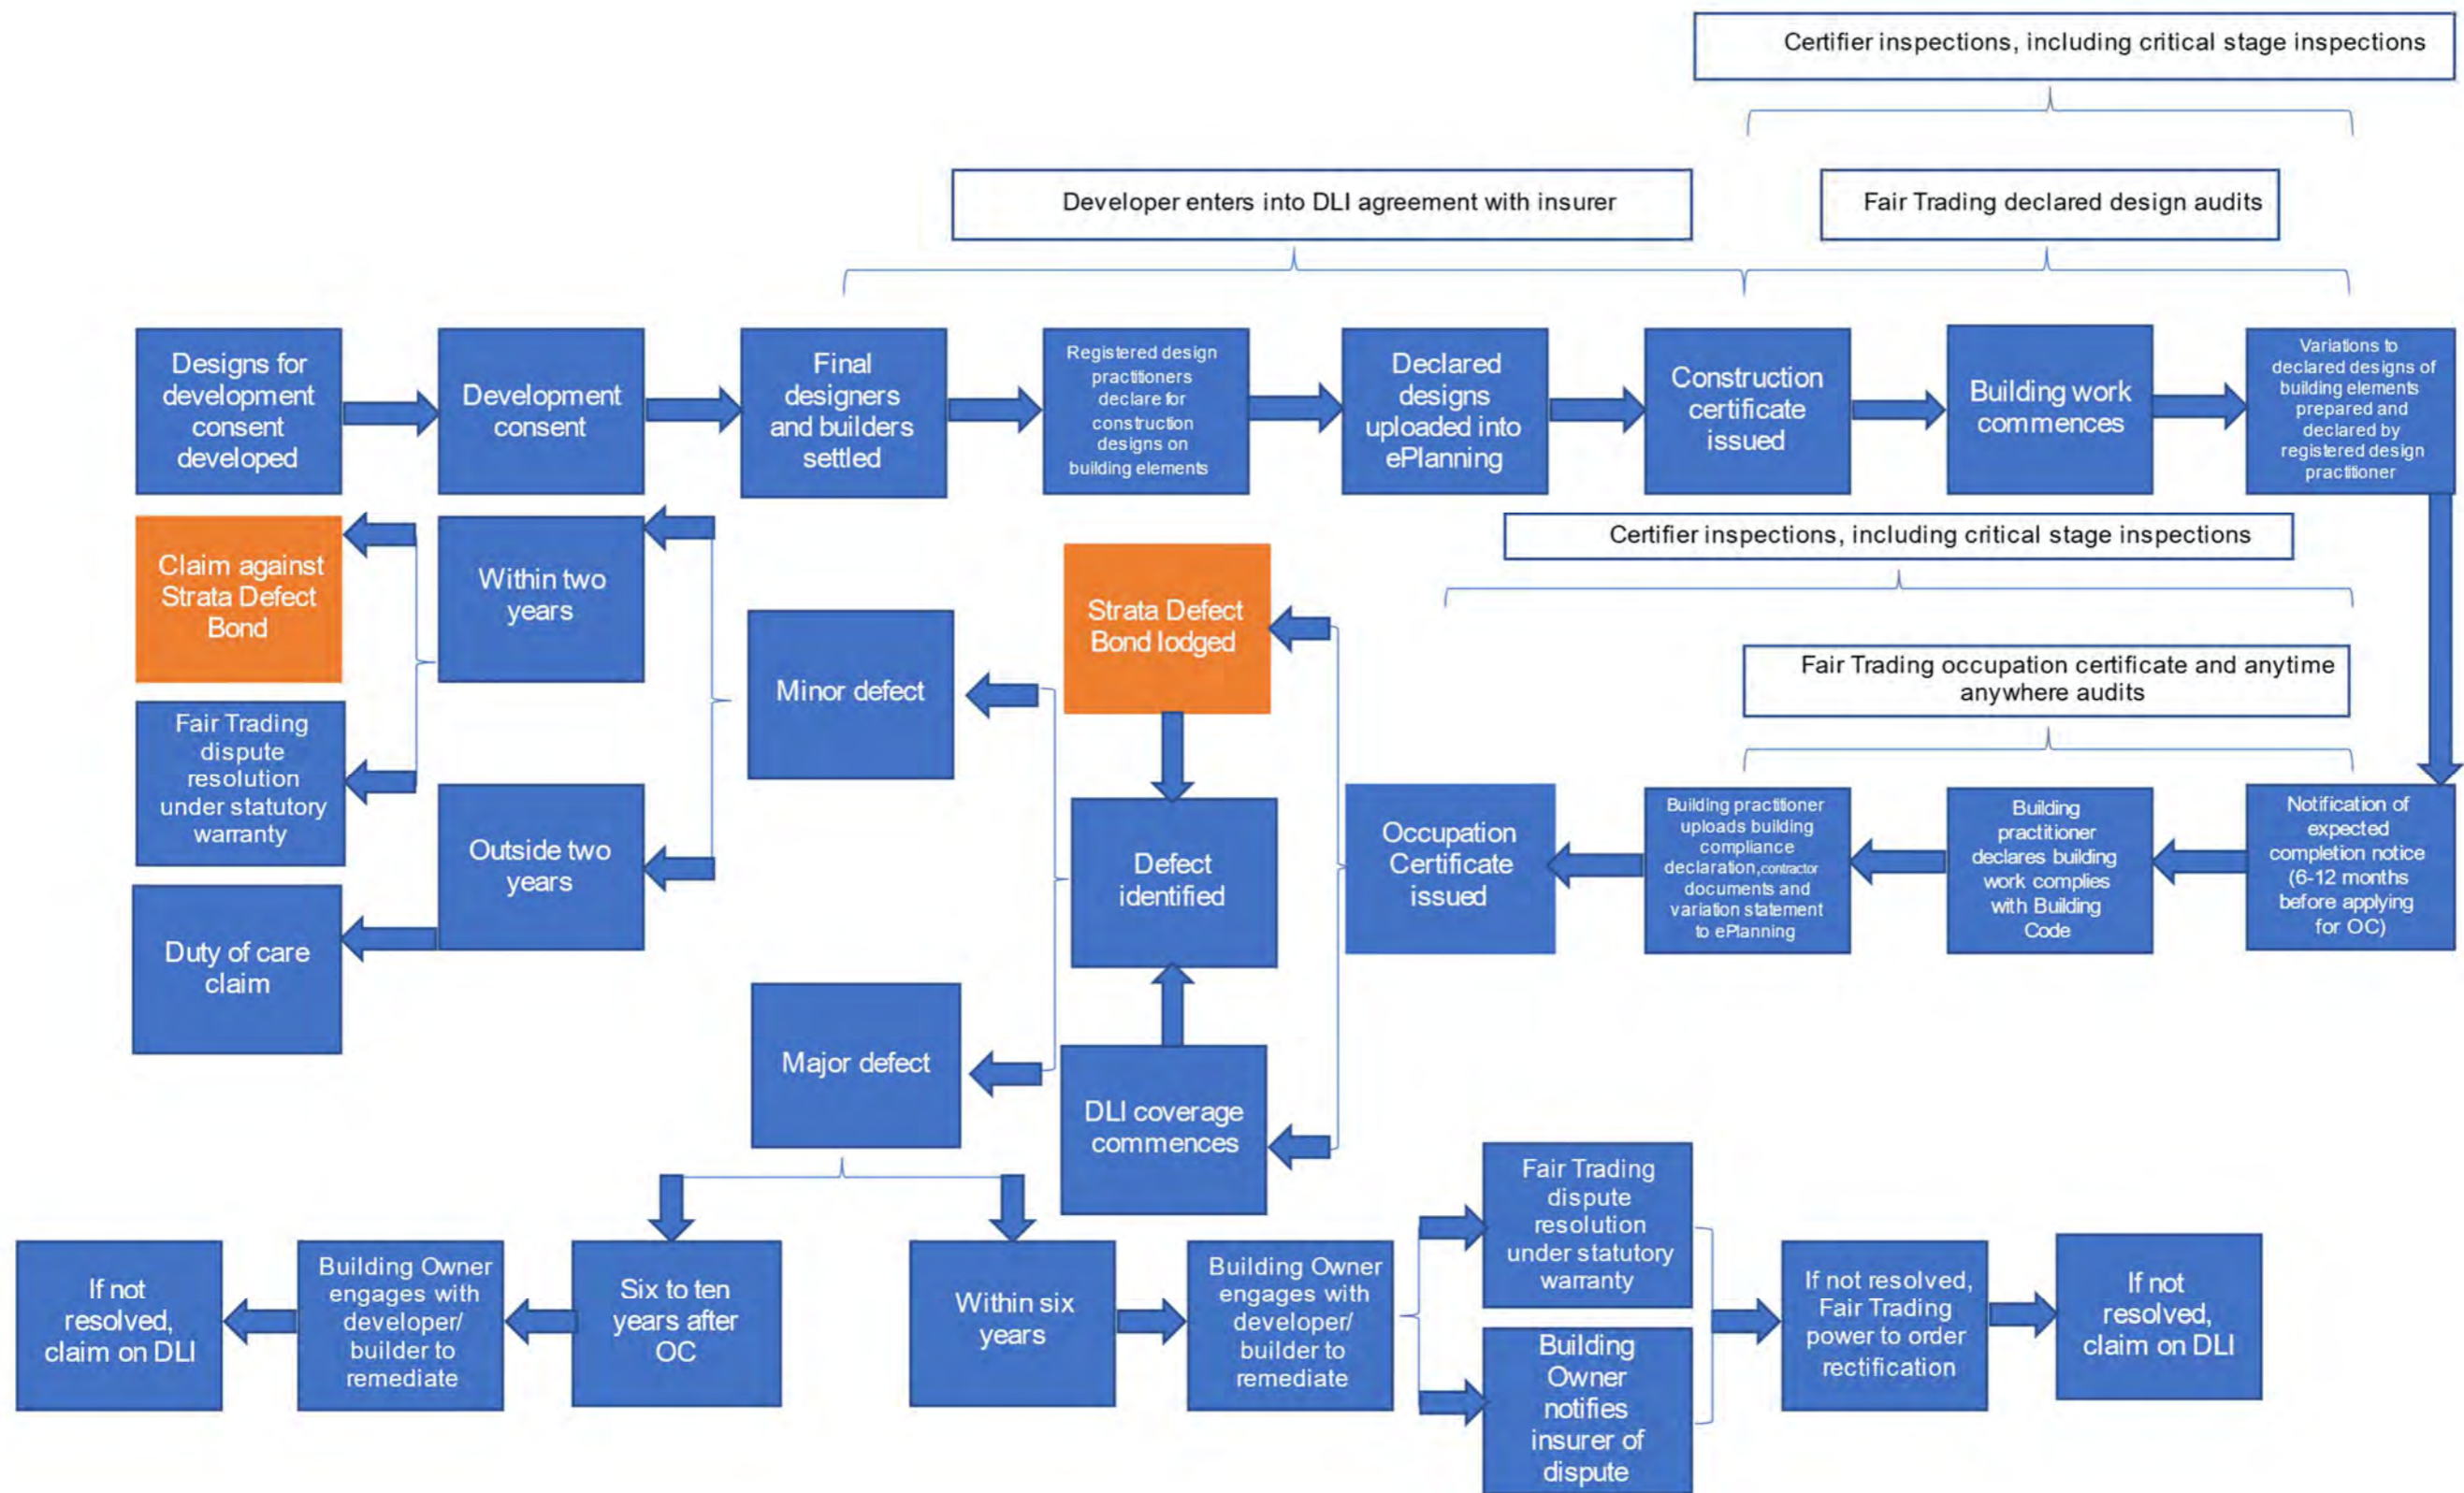 Certifier inspections, including critical stage inspections
Developer enters into DLI agreement with insurer
Fair Trading declared design audits
Designs for
development
consent
developed
Development
consent
Final
designers
and builders
settled
Registered design
practitioners
declare for
construction
designs on
building elements
Declared
designs
uploaded into
ePlanning
Construction
certificate
issued
Building work
commences
Variations to
declared designs of
building elements
prepared and
declared by
registered design
practitioner
Claim against
Strata Defect
Bond
Within two
years
Minor defect
Strata Defect
Bond lodged
Certifier inspections, including critical stage inspections
Fair Trading occupation certificate and anytime
anywhere audits
Fair Trading
dispute
resolution
under statutory
warranty
Outside two
years
Duty of care
claim
Defect
identified
Occupation
Certificate
issued
Building practitioner
uploads building
compliance
declaration,contractor
documents and
variation statement
to ePlanning
Building
practitioner
declares building
work complies
with Building
Code
Notification of
expected
completion notice
(6-12 months
before applying
for OC)
Major defect
DLI coverage
commences
If not
resolved,
claim on DLI
Building Owner
engages with
developer/
builder to
remediate
Six to ten
years after
OC
Within six
years
Building Owner
engages with
developer/
builder to
remediate
Fair Trading
dispute
resolution
under statutory
warranty
Building
Owner
notifies
insurer of
dispute
If not resolved,
Fair Trading
power to order
rectification
If not
resolved,
claim on DLI